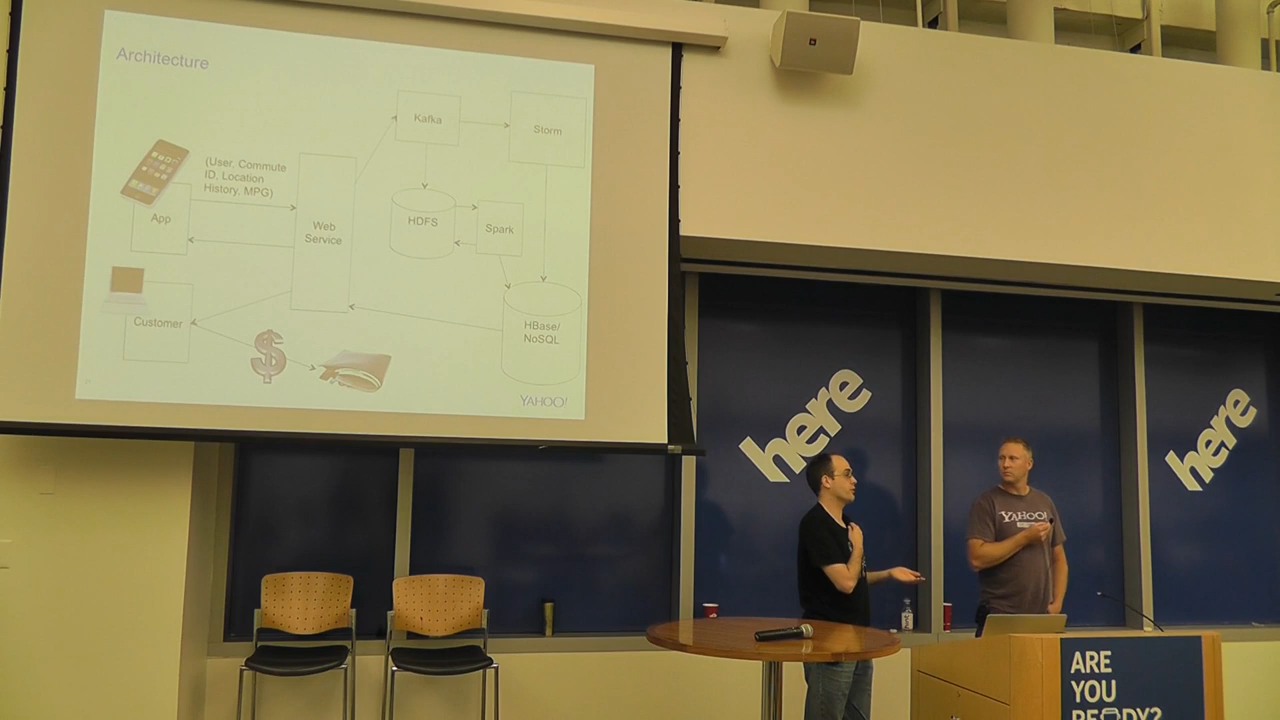 Architecture
Kafka
Storm
(User, Commute
ID, Location
History, MPG)
App
Web
Service
HDFS
Spark
Customer
HBase/
NoSQL
YAHOO!
here
here
YAHOO!
ARE
YOU
READY?